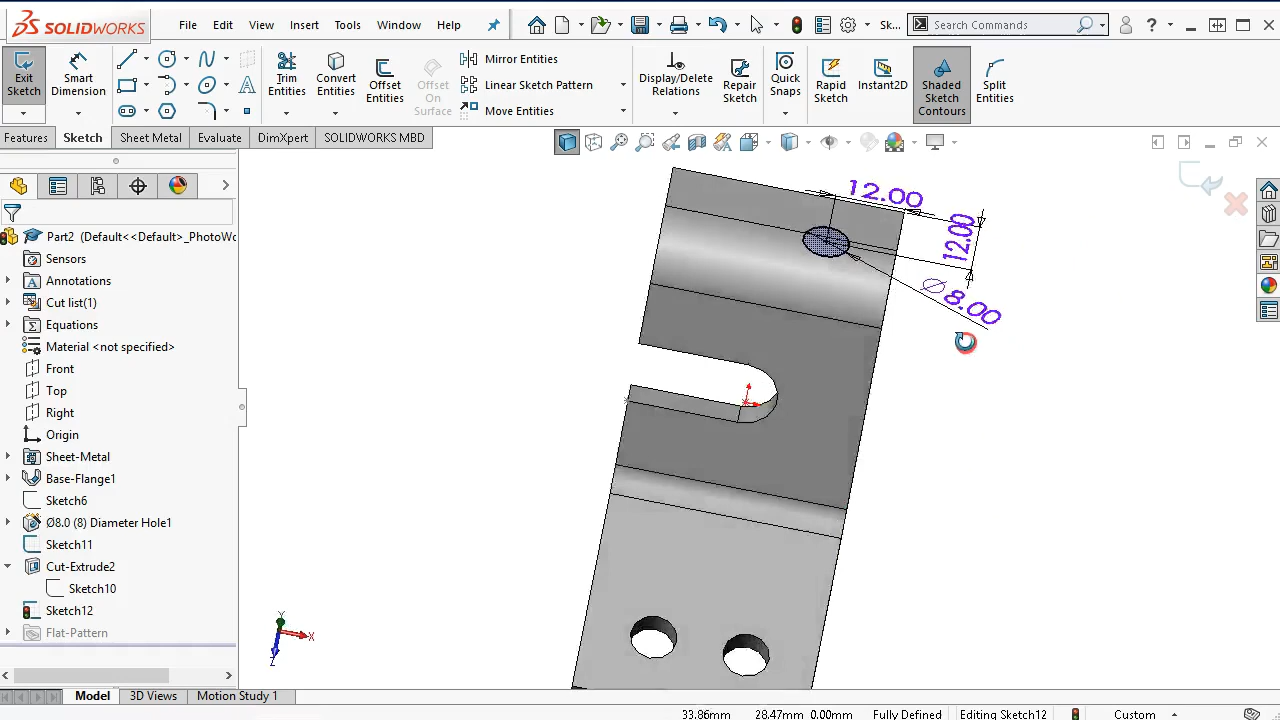 SOLIDWORKS File Edit View Insert Tools Window Help Sk... Search Commands ?
Exit Sketch Smart Dimension Trim Entities Convert Entities Offset Entities Offset On Surface Mirror Entities Linear Sketch Pattern Move Entities Display/Delete Relations Repair Sketch Quick Snaps Rapid Sketch Instant2D Shaded Sketch Contours Split Entities
Features Sketch Sheet Metal Evaluate DimXpert SOLIDWORKS MBD
12.00
12.00
Ø8.00
Part2 (Default<<Default>_PhotoWo
Sensors
Annotations
Cut list(1)
Equations
Material <not specified>
Front
Top
Right
Origin
Sheet-Metal
Base-Flange1
Sketch6
Ø8.0 (8) Diameter Hole1
Sketch11
Cut-Extrude2
Sketch10
Sketch12
Flat-Pattern
Y
X
Z
Model 3D Views Motion Study 1
33.86mm 28.47mm 0.00mm Fully Defined Editing Sketch12 Custom